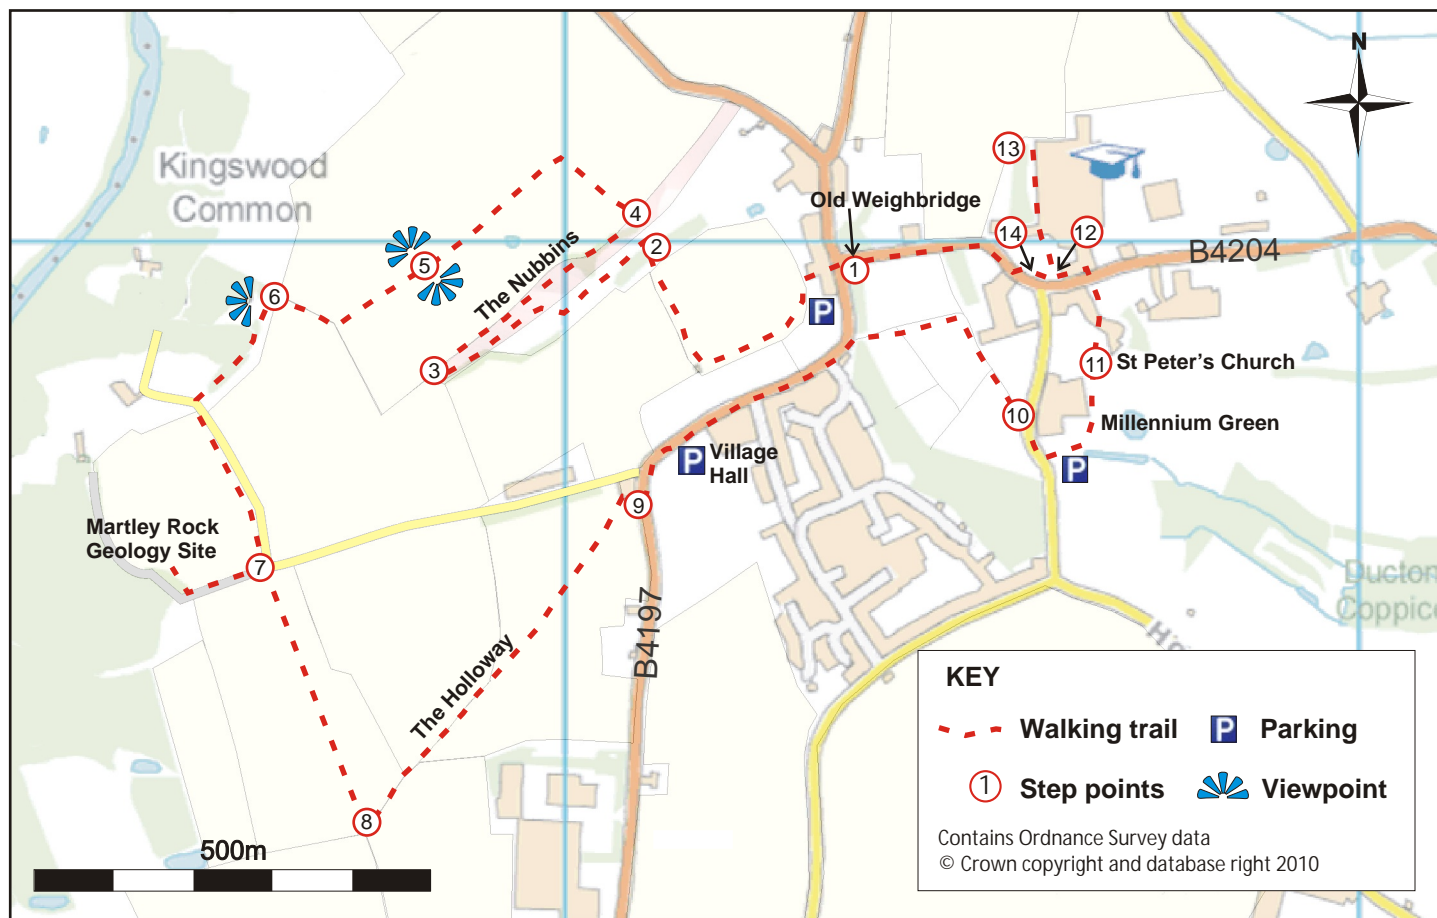 N
Kingswood
Common
13
Old Weighbridge
4
2
14
12
B4204
The Nubbins
5
1
6
P
3
11
St Peter's Church
10
Millennium Green
P
Village
Hall
P
9
Martley Rock
Geology Site
7
B4197
The Holloway
8
500m
KEY
Walking trail
P
Parking
1
Step points
Viewpoint
Contains Ordnance Survey data
© Crown copyright and database right 2010